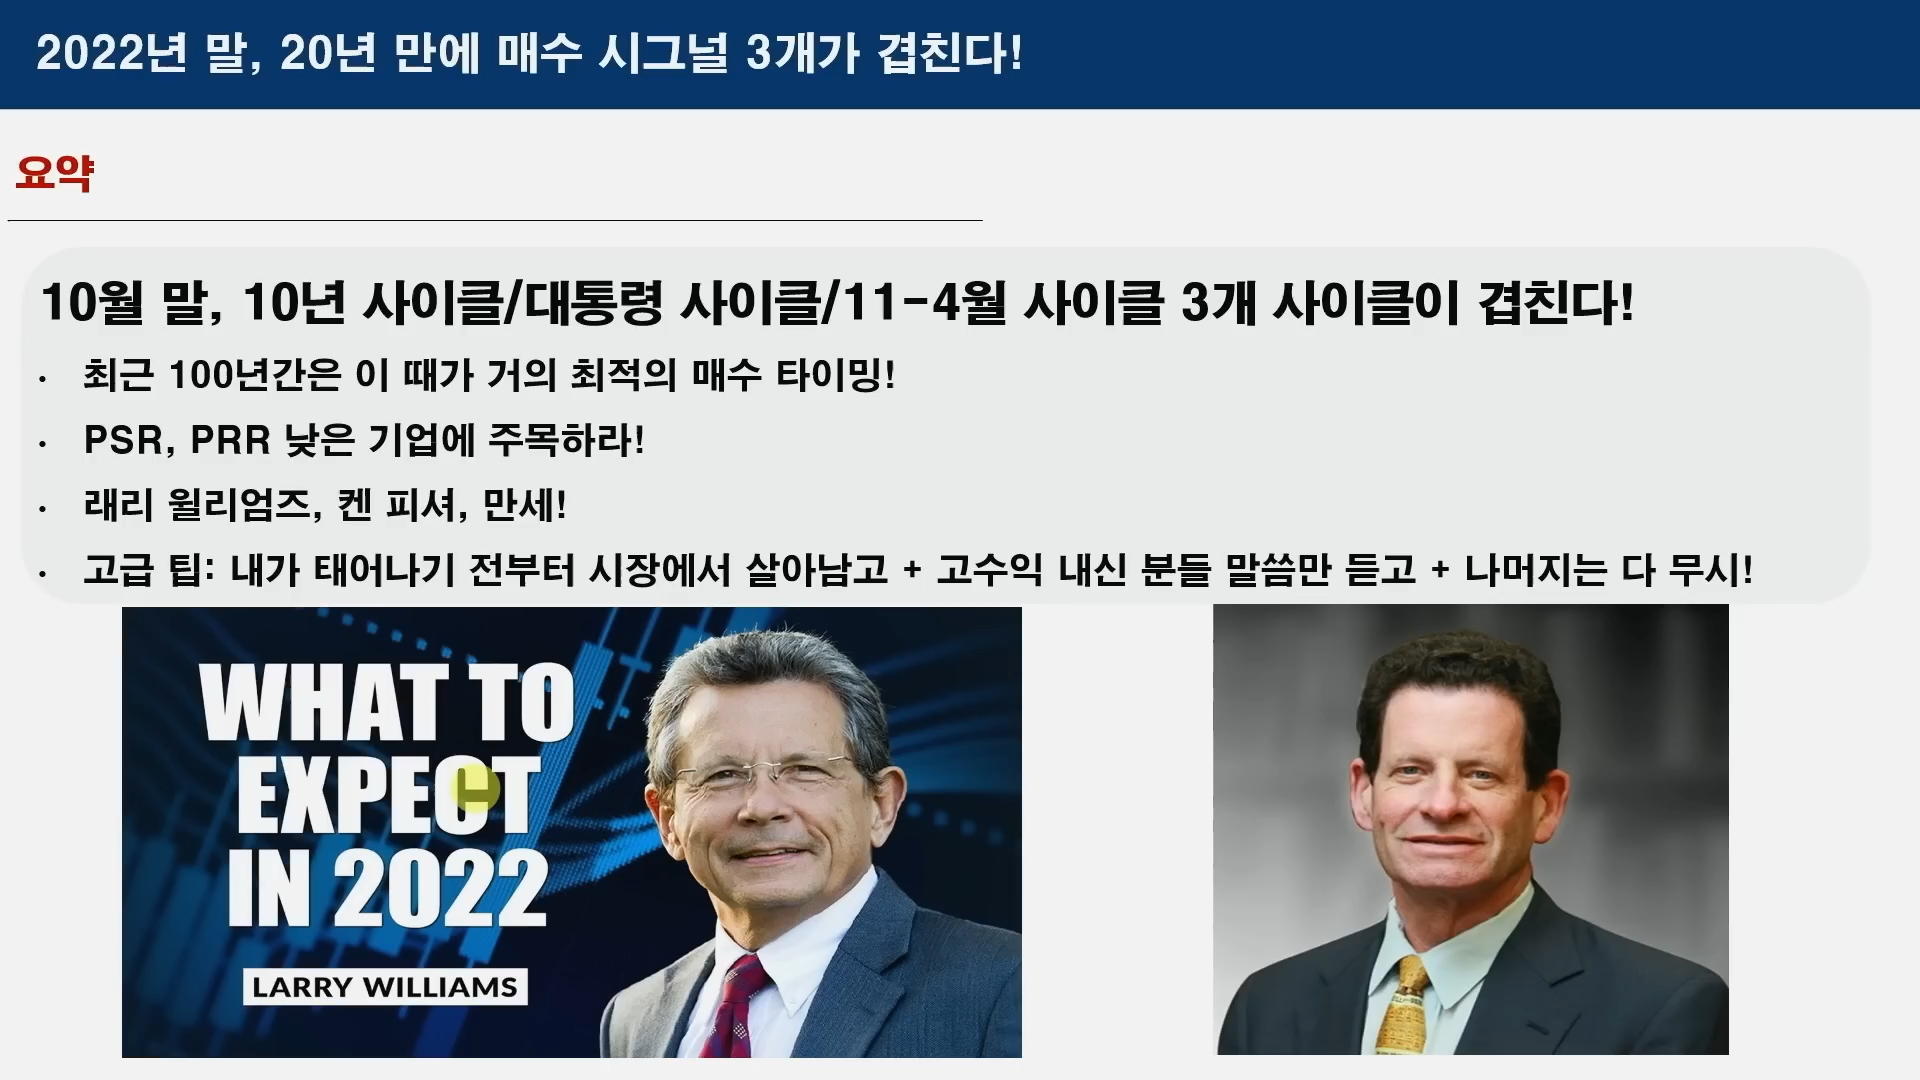 2022년 말, 20년 만에 매수 시그널 3개가 겹친다!
요약
10월 말, 10년 사이클/대통령 사이클/11-4월 사이클 3개 사이클이 겹친다!
• 최근 100년간은 이 때가 거의 최적의 매수 타이밍!
• PSR, PRR 낮은 기업에 주목하라!
• 래리 윌리엄즈, 켄 피셔, 만세!
• 고급 팁: 내가 태어나기 전부터 시장에서 살아남고 + 고수익 내신 분들 말씀만 듣고 + 나머지는 다 무시!
WHAT TO
EXPECT
IN 2022
LARRY WILLIAMS